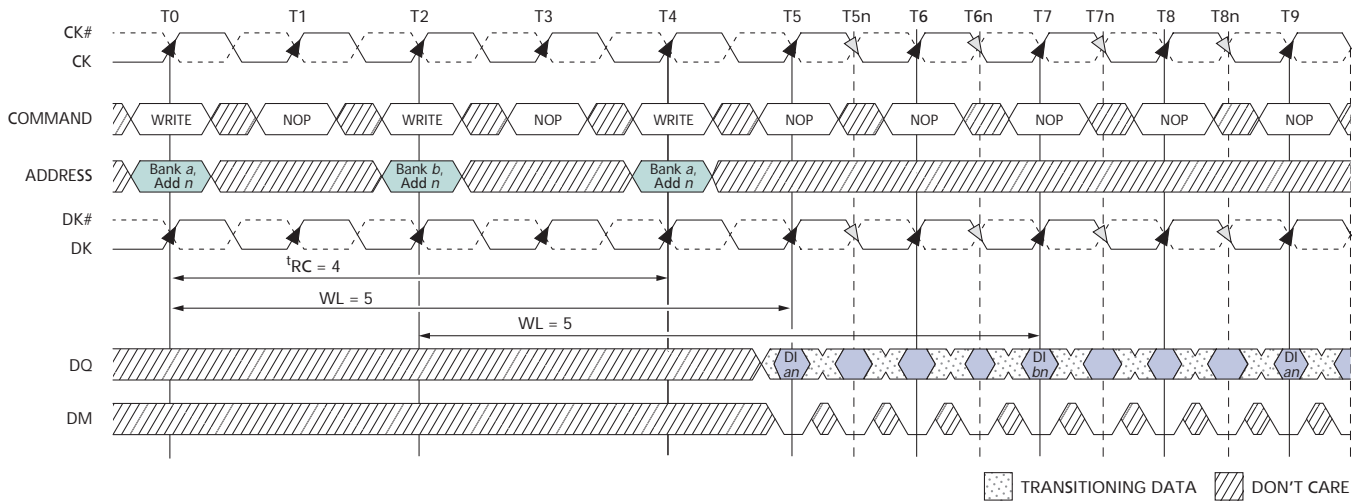 T0 T1 T2 T3 T4 T5 T5n T6 T6n T7 T7n T8 T8n T9
CK#
CK
COMMAND WRITE NOP WRITE NOP WRITE NOP NOP NOP NOP NOP
ADDRESS Bank a, Add n Bank b, Add n Bank a, Add n
DK#
DK
tRC = 4
WL = 5
WL = 5
DQ DI an DI bn DI an
DM
TRANSITIONING DATA DON'T CARE